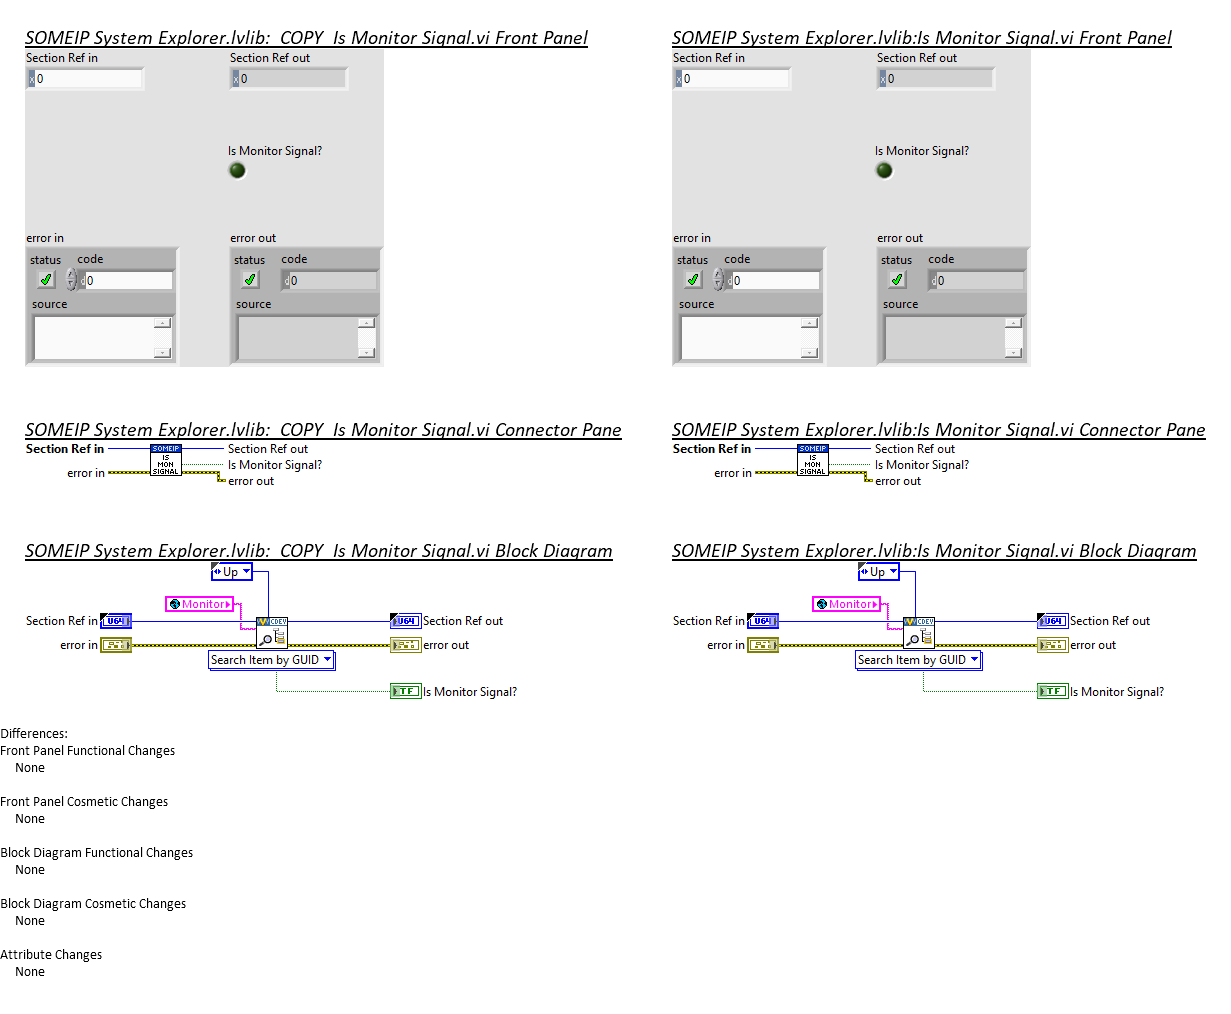 SOMEIP System Explorer.lvlib:_COPY_Is Monitor Signal.vi Front Panel
Section Ref in
Section Ref out
x 0
x 0
Is Monitor Signal?
error in
error out
status
code
status
code
d 0
d 0
source
source
SOMEIP System Explorer.lvlib:Is Monitor Signal.vi Front Panel
Section Ref in
Section Ref out
x 0
x 0
Is Monitor Signal?
error in
error out
status
code
status
code
d 0
d 0
source
source
SOMEIP System Explorer.lvlib:_COPY_Is Monitor Signal.vi Connector Pane
Section Ref in
SOMEIP
Section Ref out
IS
MON
SIGNAL
Is Monitor Signal?
error in
error out
SOMEIP System Explorer.lvlib:Is Monitor Signal.vi Connector Pane
Section Ref in
SOMEIP
Section Ref out
IS
MON
SIGNAL
Is Monitor Signal?
error in
error out
SOMEIP System Explorer.lvlib:_COPY_Is Monitor Signal.vi Block Diagram
Up
Monitor
Section Ref in
U64
CDEV
U64
Section Ref out
error in
error out
Search Item by GUID
TF
Is Monitor Signal?
SOMEIP System Explorer.lvlib:Is Monitor Signal.vi Block Diagram
Up
Monitor
Section Ref in
U64
CDEV
U64
Section Ref out
error in
error out
Search Item by GUID
TF
Is Monitor Signal?
Differences:
Front Panel Functional Changes
None
Front Panel Cosmetic Changes
None
Block Diagram Functional Changes
None
Block Diagram Cosmetic Changes
None
Attribute Changes
None